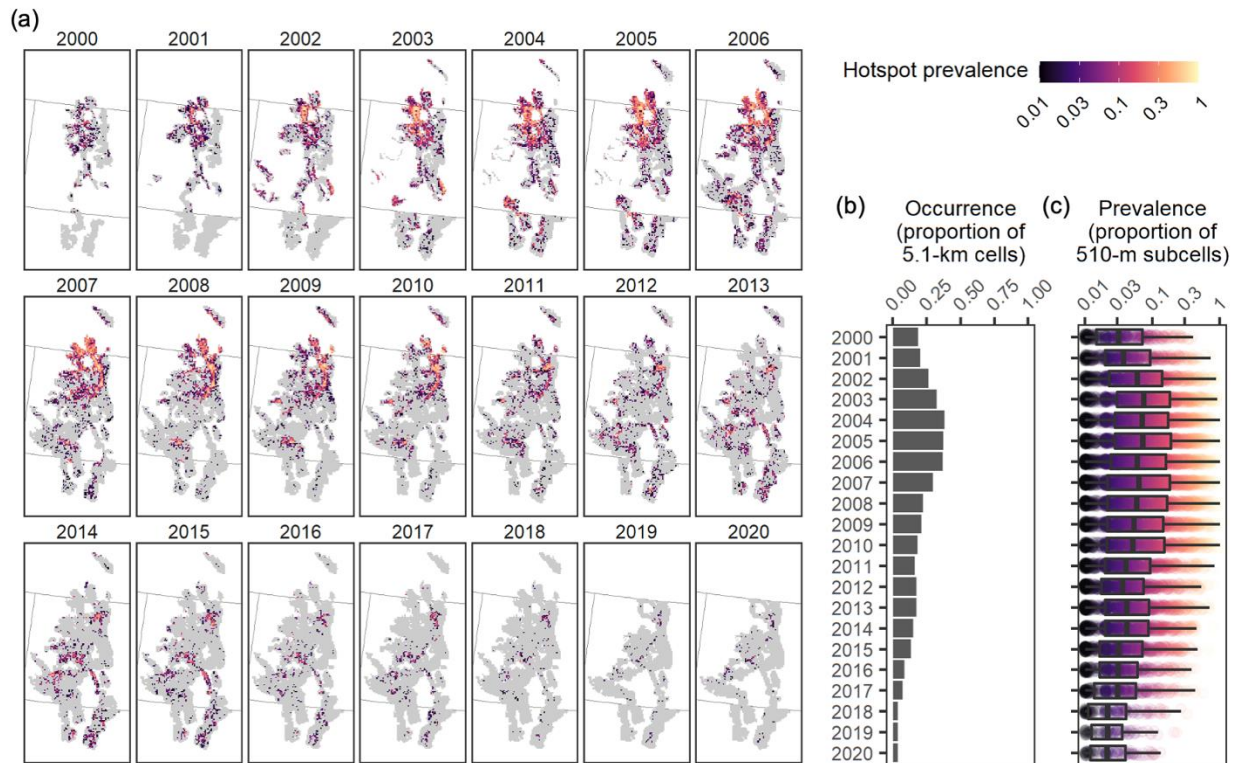 (a)
2000 2001 2002 2003 2004 2005 2006
Hotspot prevalence
0.01 0.03 0.1 0.3 1
2007 2008 2009 2010 2011 2012 2013
2014 2015 2016 2017 2018 2019 2020
(b) Occurrence
(proportion of
5.1-km cells)
0.00 0.25 0.50 0.75 1.00
2000
2001
2002
2003
2004
2005
2006
2007
2008
2009
2010
2011
2012
2013
2014
2015
2016
2017
2018
2019
2020
(c) Prevalence
(proportion of
510-m subcells)
0.01 0.03 0.1 0.3 1